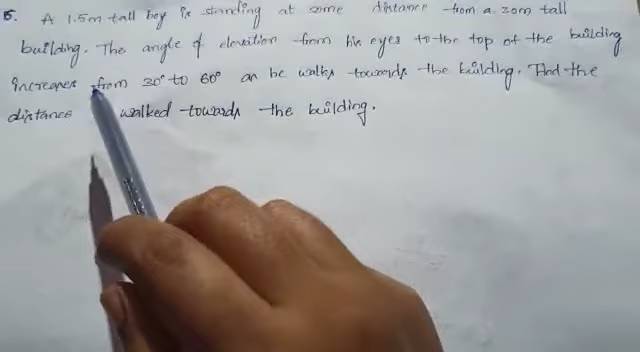 5. A 1.5m tall boy is standing at some distance from a 30m tall
building. The angle of elevation from his eyes to the top of the building
increases from 30° to 60° as he walks towards the building. Find the
distance walked towards the building.